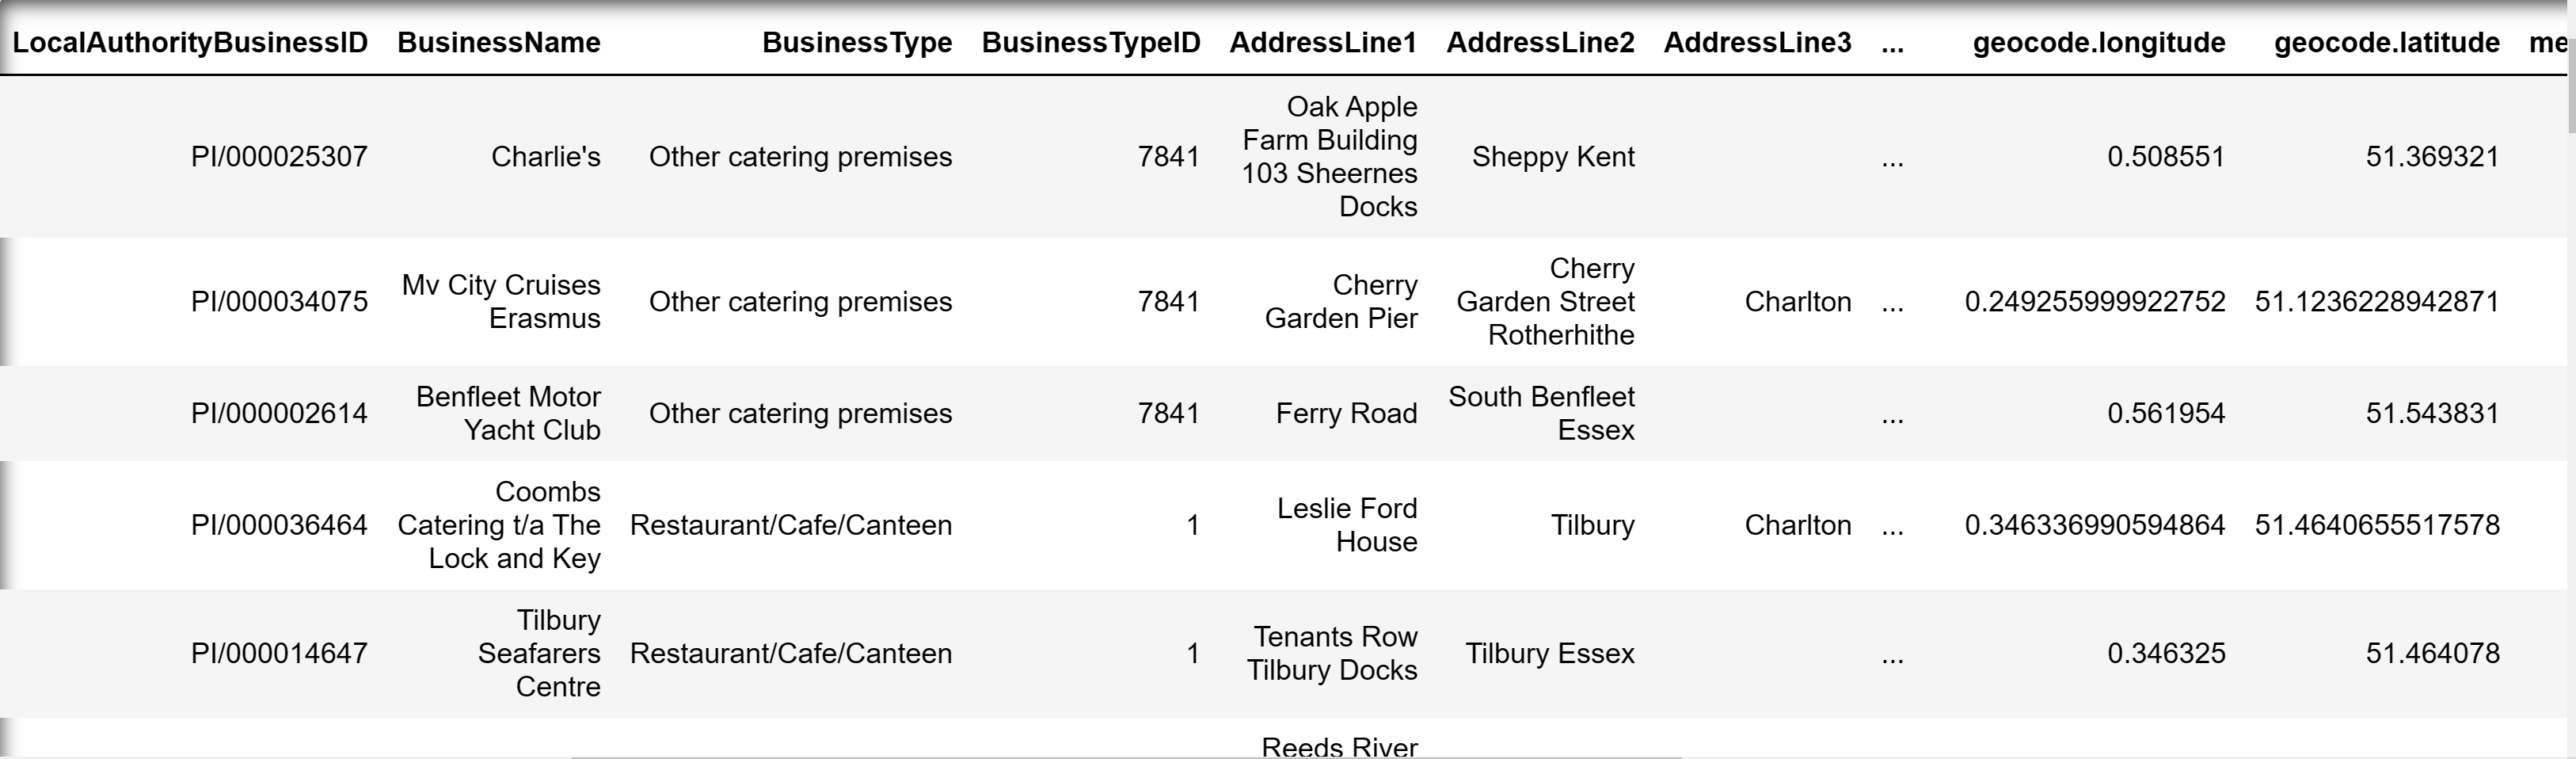 LocalAuthorityBusinessID BusinessName BusinessType BusinessTypeID AddressLine1 AddressLine2 AddressLine3 ... geocode.longitude geocode.latitude me
PI/000025307 Charlie's Other catering premises 7841 Oak Apple Farm Building 103 Sheernes Docks Sheppy Kent ... 0.508551 51.369321
PI/000034075 Mv City Cruises Erasmus Other catering premises 7841 Cherry Garden Pier Cherry Garden Street Rotherhithe Charlton ... 0.249255999922752 51.1236228942871
PI/000002614 Benfleet Motor Yacht Club Other catering premises 7841 Ferry Road South Benfleet Essex ... 0.561954 51.543831
PI/000036464 Coombs Catering t/a The Lock and Key Restaurant/Cafe/Canteen 1 Leslie Ford House Tilbury Charlton ... 0.346336990594864 51.4640655517578
PI/000014647 Tilbury Seafarers Centre Restaurant/Cafe/Canteen 1 Tenants Row Tilbury Docks Tilbury Essex ... 0.346325 51.464078
Reeds River